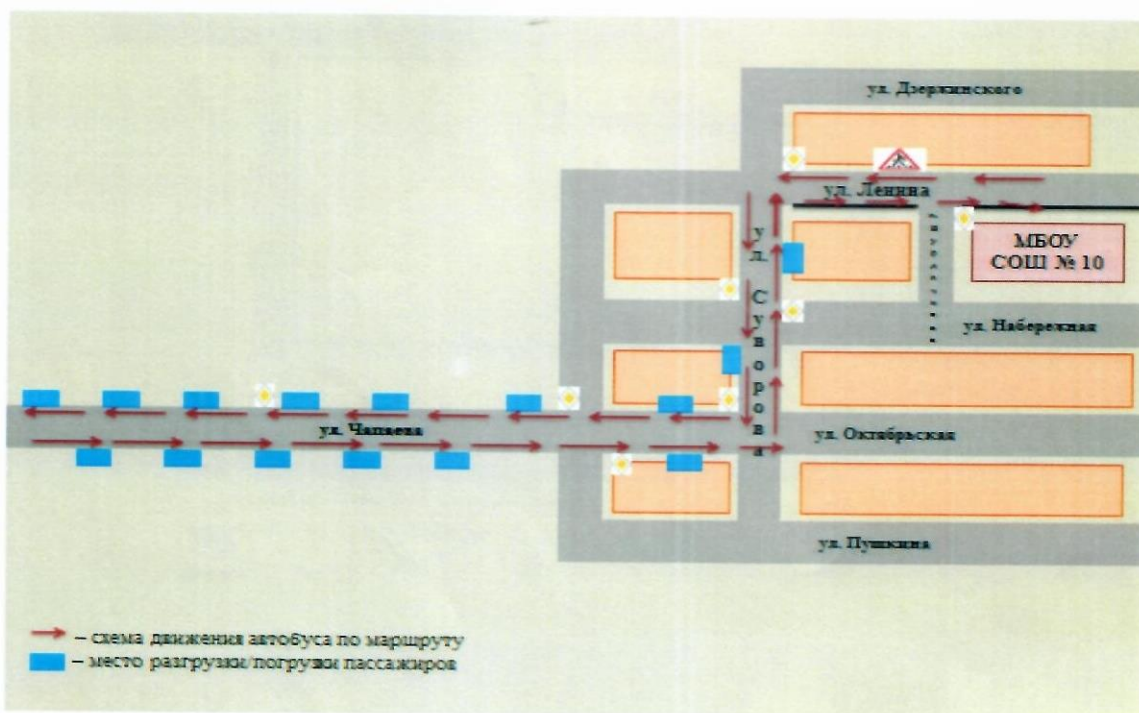 ул. Дзержинского
ул. Ленина
ул. Суворова
МБОУ
СОШ № 10
ул. Набережная
ул. Чапаева
ул. Октябрьская
ул. Пушкина
– схема движения автобуса по маршруту
– место разгрузки/погрузки пассажиров